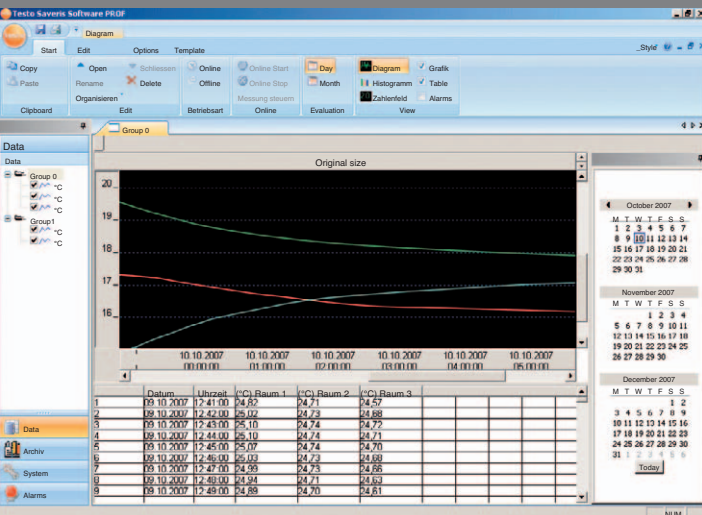 Testo Saveris Software PROF
Diagram
Start Edit Options Template _Style
Copy Open Schliessen Online Online Start Day Diagram Grafik
Paste Rename Delete Offline Online Stop Month Histogramm Table
Organisieren Messung steuern Zahlenfeld Alarms
Clipboard Edit Betriebsart Online Evaluation View
Group 0
Data
Data
Group 0
°C
°C
°C
Group1
°C
Original size
20
19
18
17
16
10.10.2007 10.10.2007 10.10.2007 10.10.2007 10.10.2007 10.10.2007
00:00:00 01:00:00 02:00:00 03:00:00 04:00:00 05:00:00
Datum Uhrzeit (°C) Raum 1 (°C) Raum 2 (°C) Raum 3
1 09.10.2007 12:41:00 24,82 24,71 24,57
2 09.10.2007 12:42:00 25,02 24,73 24,68
3 09.10.2007 12:43:00 25,10 24,74 24,72
4 09.10.2007 12:44:00 25,10 24,74 24,71
5 09.10.2007 12:45:00 25,07 24,74 24,70
6 09.10.2007 12:46:00 25,03 24,73 24,68
7 09.10.2007 12:47:00 24,99 24,73 24,66
8 09.10.2007 12:48:00 24,94 24,71 24,63
9 09.10.2007 12:49:00 24,89 24,70 24,61
Data
Archiv
System
Alarms
October 2007
M T W T F S S
1 2 3 4 5 6 7
8 9 10 11 12 13 14
15 16 17 18 19 20 21
22 23 24 25 26 27 28
29 30 31
November 2007
M T W T F S S
1 2 3 4
5 6 7 8 9 10 11
12 13 14 15 16 17 18
19 20 21 22 23 24 25
26 27 28 29 30
December 2007
M T W T F S S
1 2
3 4 5 6 7 8 9
10 11 12 13 14 15 16
17 18 19 20 21 22 23
24 25 26 27 28 29 30
31 1 2 3 4 5 6
Today
NUM